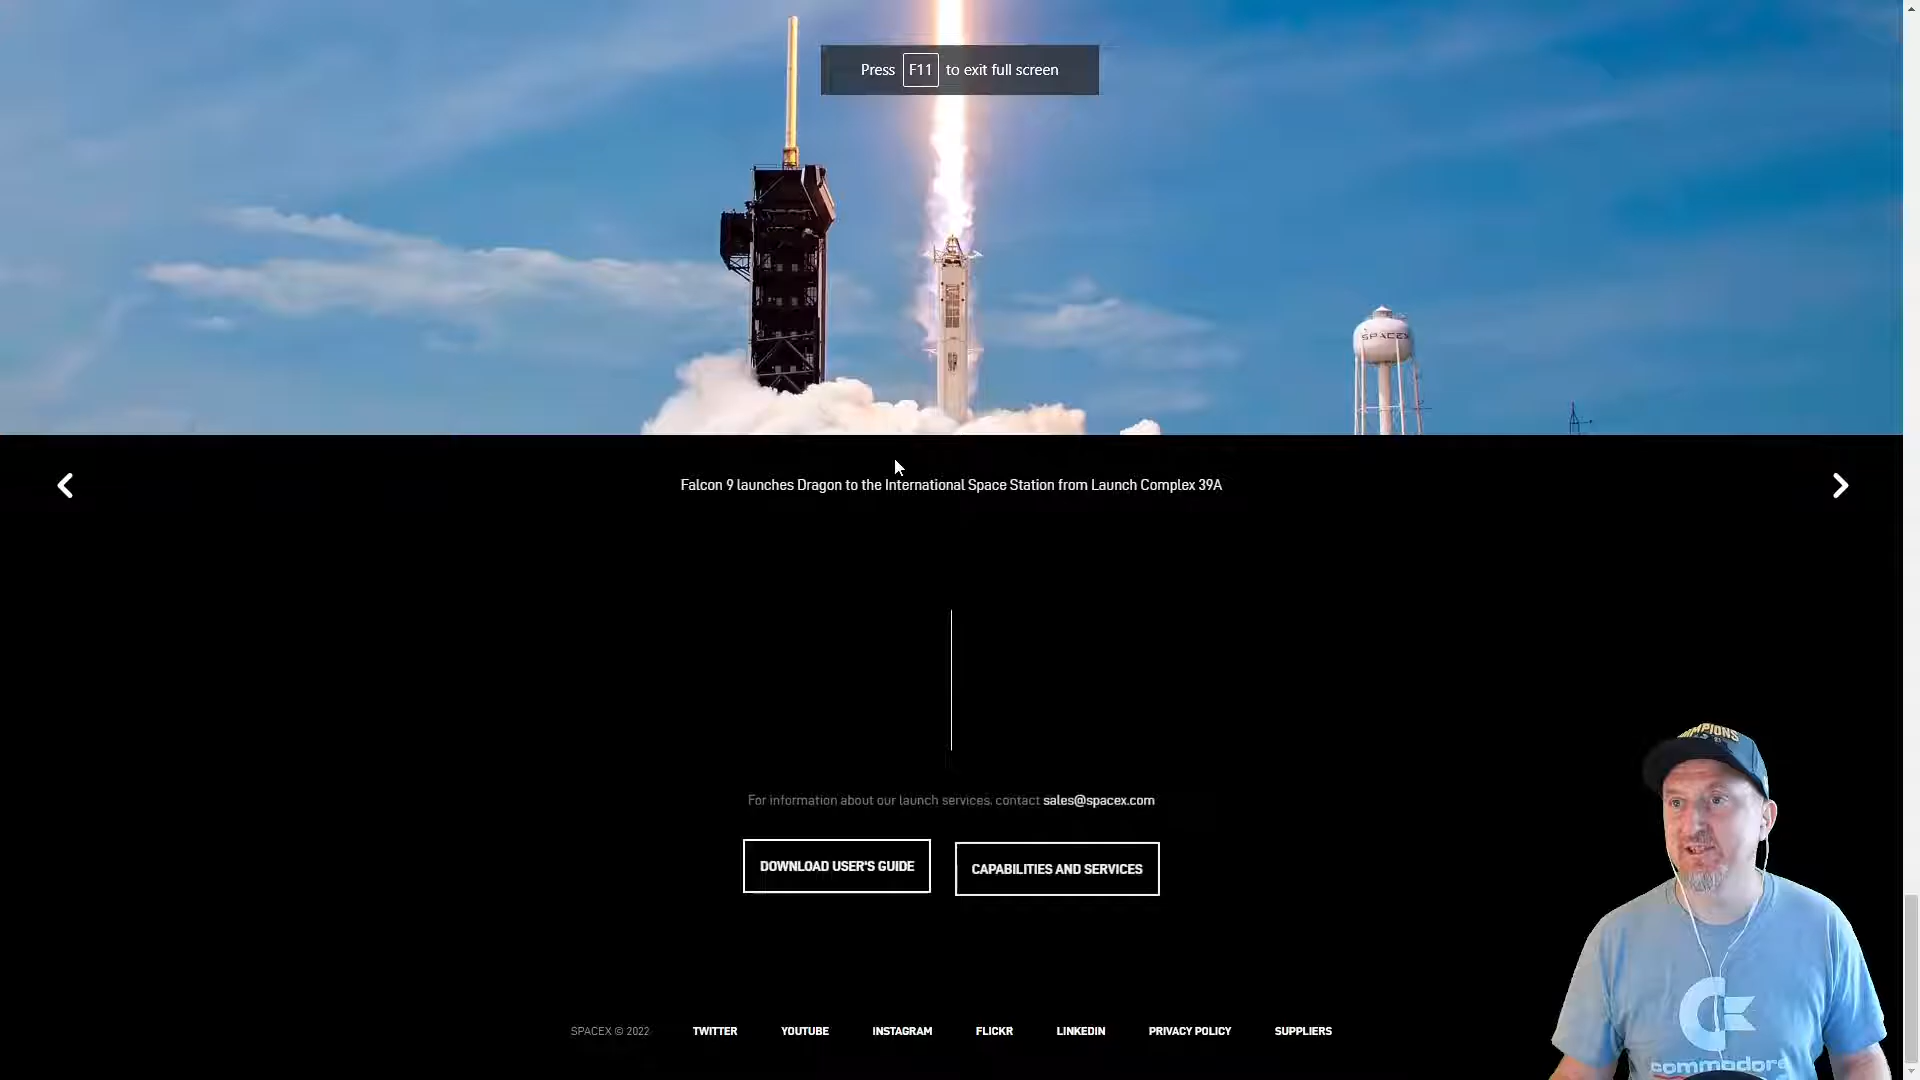 Press F11 to exit full screen
SPACEX
Falcon 9 launches Dragon to the International Space Station from Launch Complex 39A
For information about our launch services, contact sales@spacex.com
DOWNLOAD USER'S GUIDE
CAPABILITIES AND SERVICES
SPACEX © 2022 TWITTER YOUTUBE INSTAGRAM FLICKR LINKEDIN PRIVACY POLICY SUPPLIERS
commodore